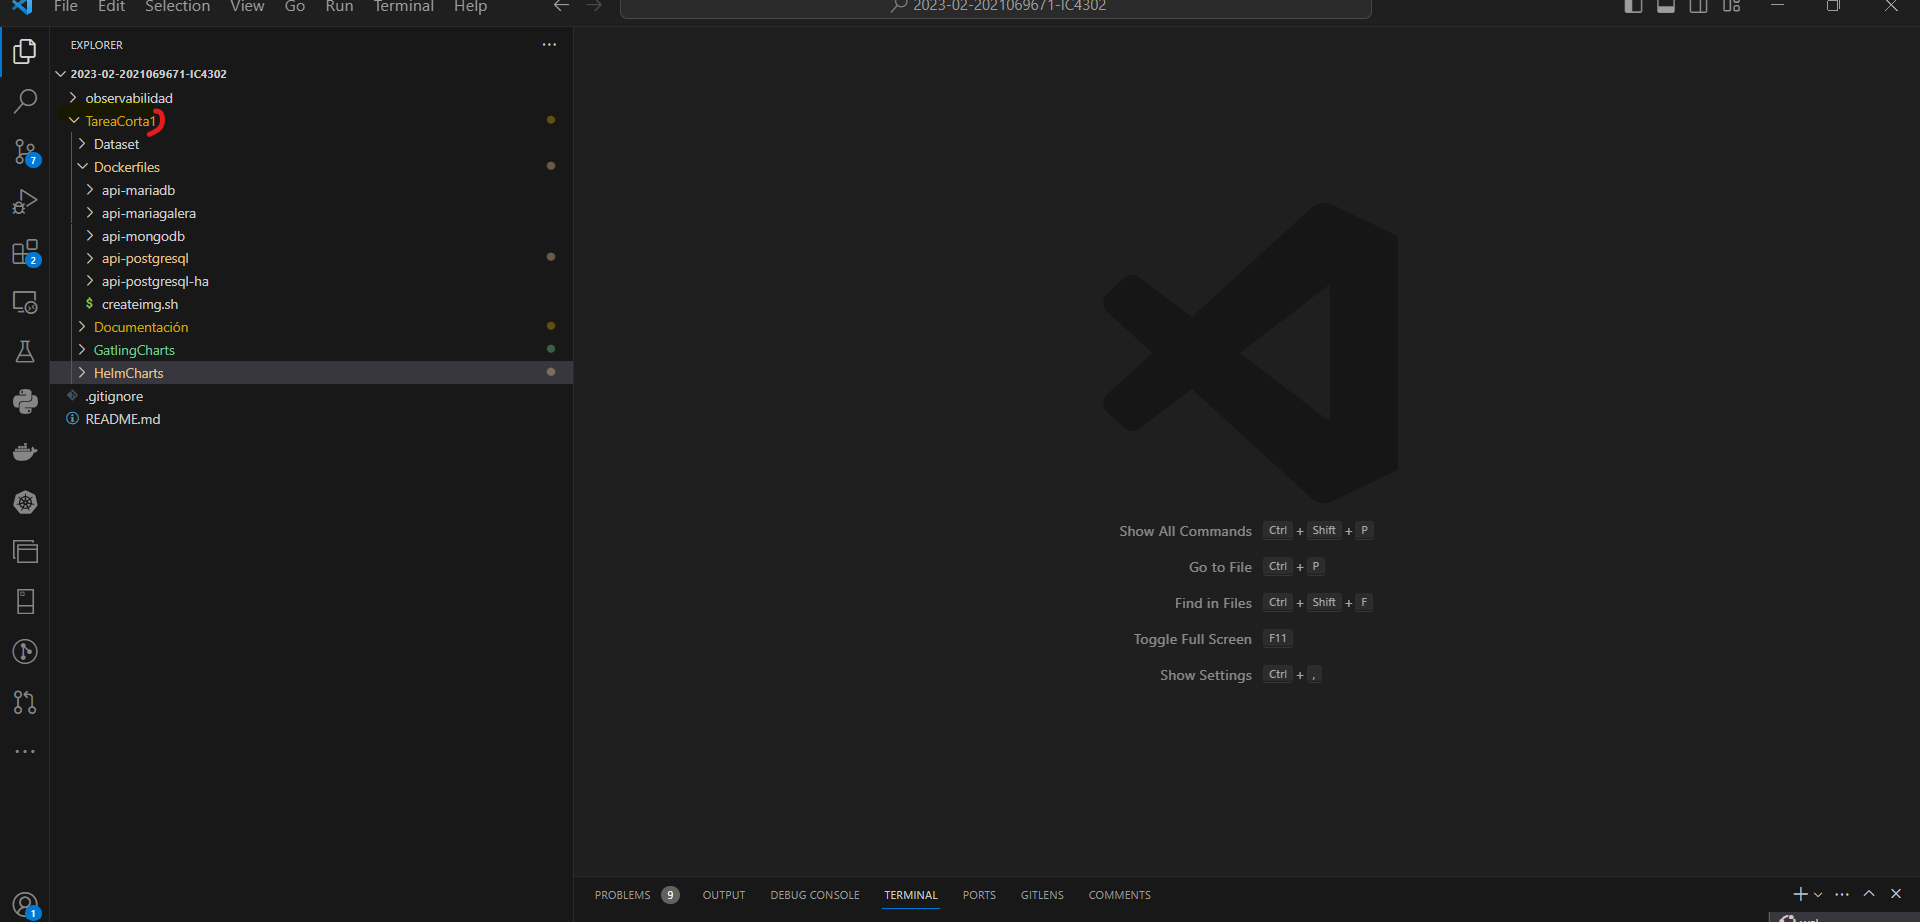 File Edit Selection View Go Run Terminal Help
2023-02-2021069671-IC4302
EXPLORER
2023-02-2021069671-IC4302
observabilidad
TareaCorta1
Dataset
Dockerfiles
api-mariadb
api-mariagalera
api-mongodb
api-postgresql
api-postgresql-ha
$ createimg.sh
Documentación
GatlingCharts
HelmCharts
.gitignore
README.md
7
2
1
Show All Commands Ctrl + Shift + P
Go to File Ctrl + P
Find in Files Ctrl + Shift + F
Toggle Full Screen F11
Show Settings Ctrl + ,
PROBLEMS 9 OUTPUT DEBUG CONSOLE TERMINAL PORTS GITLENS COMMENTS